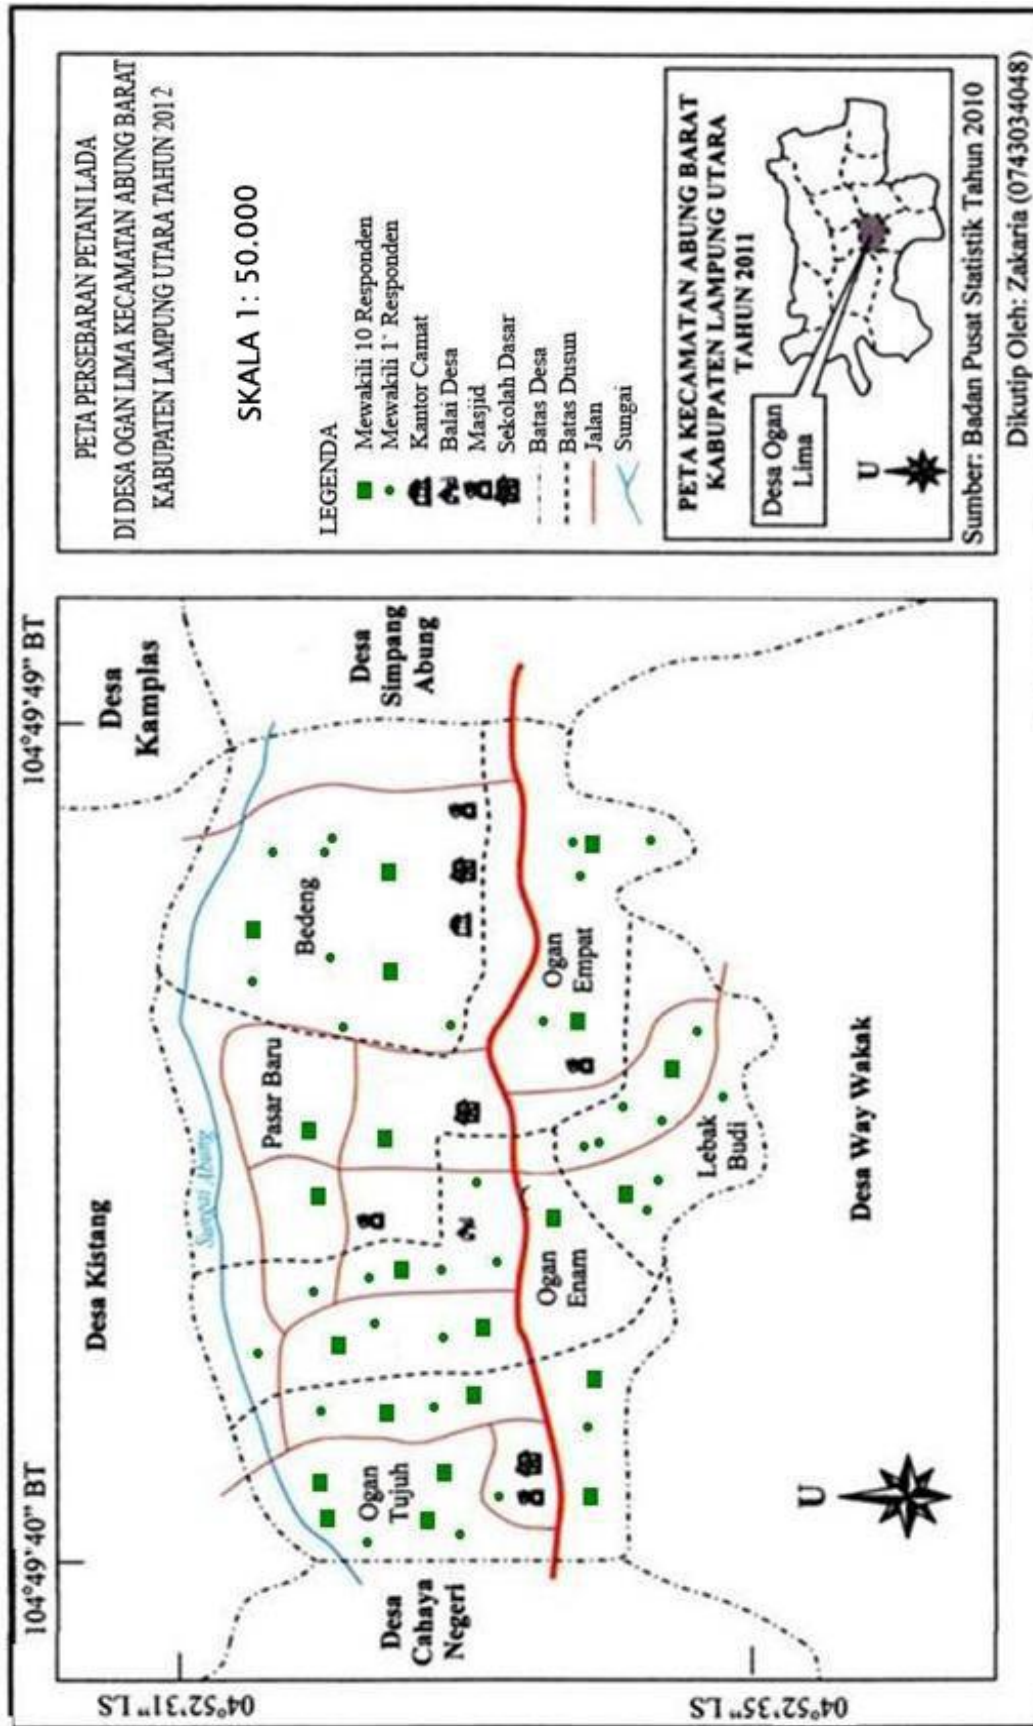 PETA PERSEBARAN PETANI LADA
DI DESA OGAN LIMA KECAMATAN ABUNG BARAT
KABUPATEN LAMPUNG UTARA TAHUN 2012
SKALA 1 : 50.000
LEGENDA
Mewakili 10 Responden
Mewakili 1 Responden
Kantor Camat
Balai Desa
Masjid
Sekolah Dasar
Batas Desa
Batas Dusun
Jalan
Sungai
PETA KECAMATAN ABUNG BARAT
KABUPATEN LAMPUNG UTARA
TAHUN 2011
Desa Ogan
Lima
U
Sumber: Badan Pusat Statistik Tahun 2010
Dikutip Oleh: Zakaria (0743034048)
104°49'40" BT
104°49'49" BT
04°52'31" LS
04°52'35" LS
Desa Kistang
Desa
Kamplas
Sungai Abung
Desa
Simpang
Abung
Bedeng
Pasar Baru
Ogan
Tujuh
Desa
Cahaya
Negeri
Ogan
Enam
Ogan
Empat
Lebak
Budi
Desa Way Wakak
U